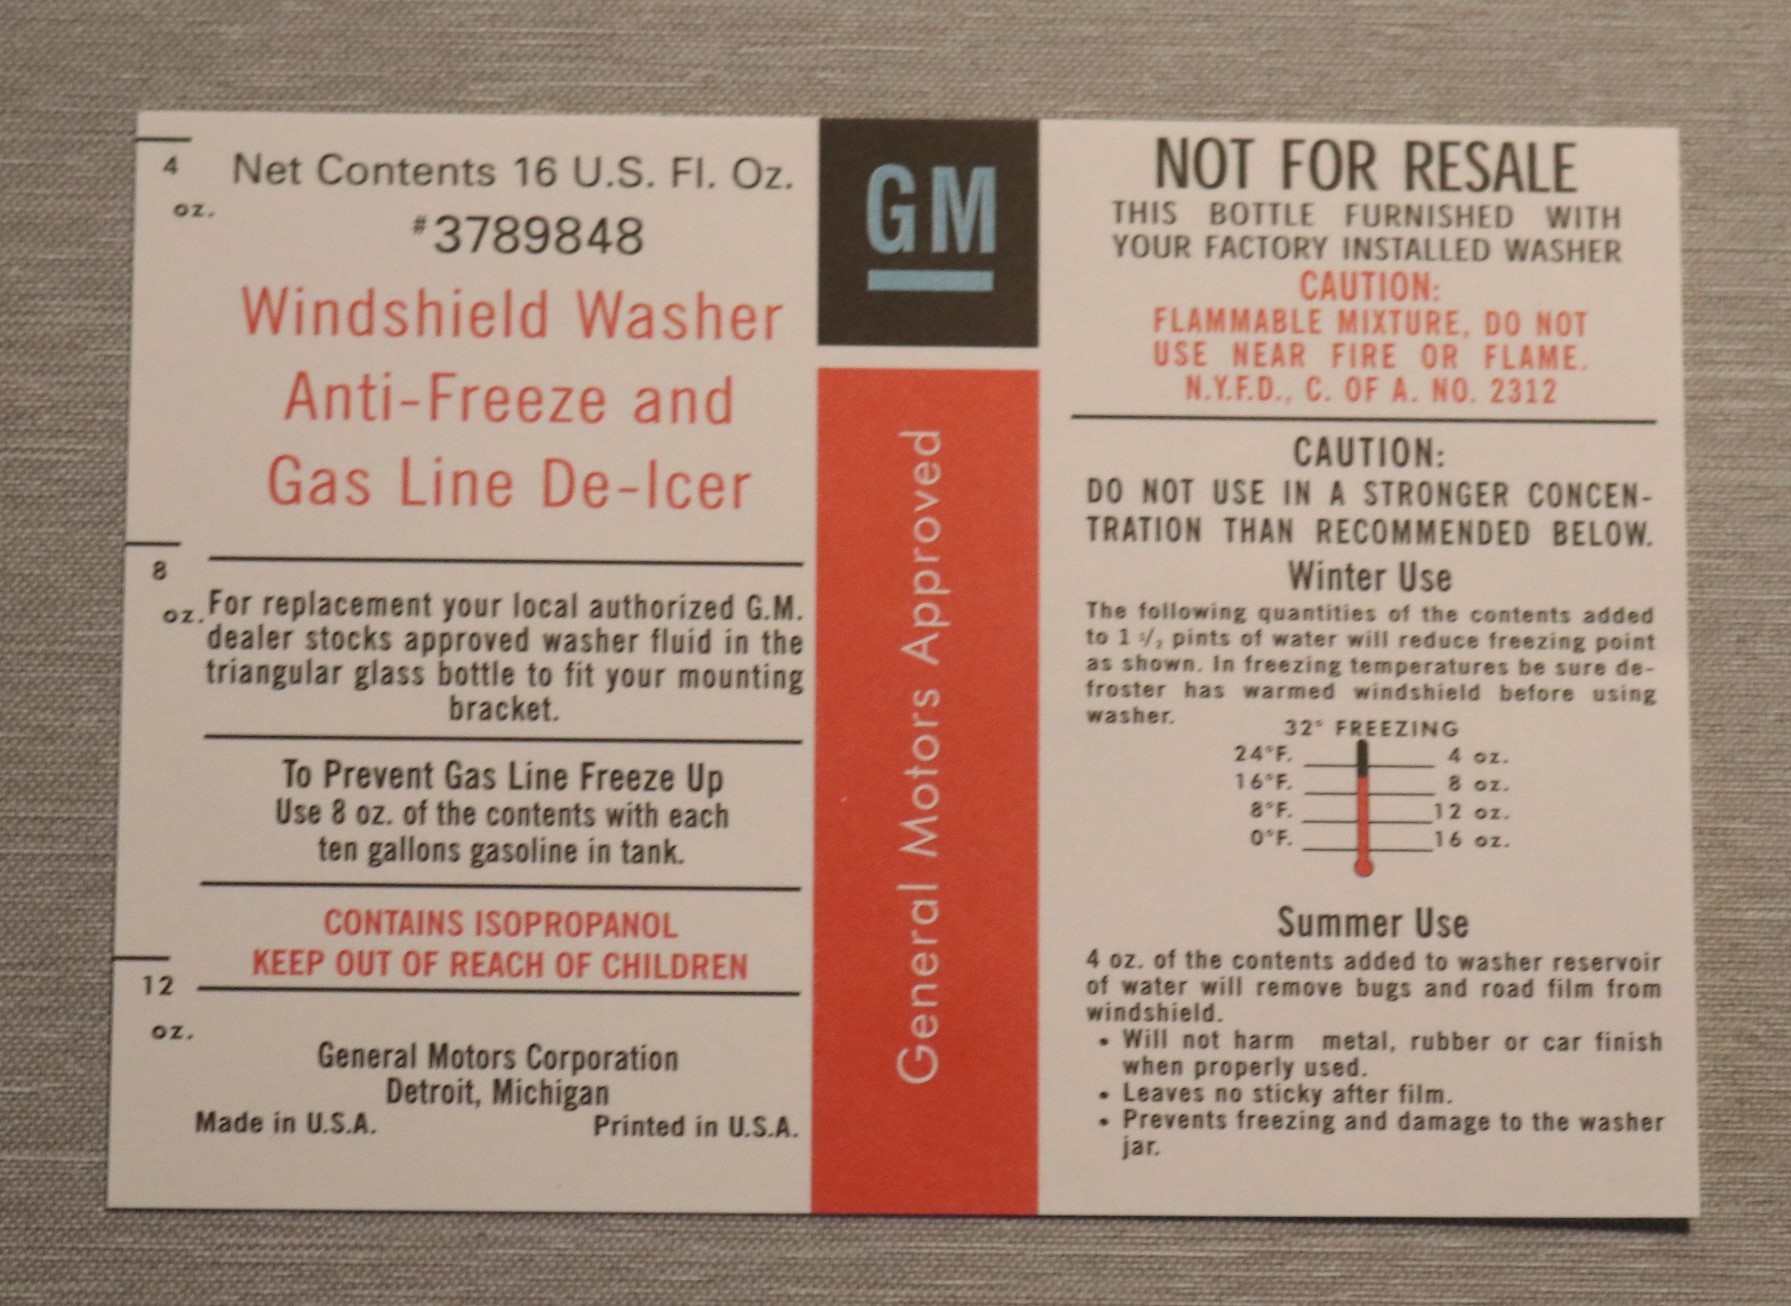 4
oz.
Net Contents 16 U.S. Fl. Oz.
#3789848
Windshield Washer
Anti-Freeze and
Gas Line De-Icer
8
oz.
For replacement your local authorized G.M.
dealer stocks approved washer fluid in the
triangular glass bottle to fit your mounting
bracket.
To Prevent Gas Line Freeze Up
Use 8 oz. of the contents with each
ten gallons gasoline in tank.
CONTAINS ISOPROPANOL
KEEP OUT OF REACH OF CHILDREN
12
oz.
General Motors Corporation
Detroit, Michigan
Made in U.S.A. Printed in U.S.A.
GM
General Motors Approved
NOT FOR RESALE
THIS BOTTLE FURNISHED WITH
YOUR FACTORY INSTALLED WASHER
CAUTION:
FLAMMABLE MIXTURE, DO NOT
USE NEAR FIRE OR FLAME.
N.Y.F.D., C. OF A. NO. 2312
CAUTION:
DO NOT USE IN A STRONGER CONCEN-
TRATION THAN RECOMMENDED BELOW.
Winter Use
The following quantities of the contents added
to 1 pints of water will reduce freezing point
as shown. In freezing temperatures be sure de-
froster has warmed windshield before using
washer.
32° FREEZING
24°F. 4 oz.
16°F. 8 oz.
8°F. 12 oz.
0°F. 16 oz.
Summer Use
4 oz. of the contents added to washer reservoir
of water will remove bugs and road film from
windshield.
• Will not harm metal, rubber or car finish
when properly used.
• Leaves no sticky after film.
• Prevents freezing and damage to the washer
jar.